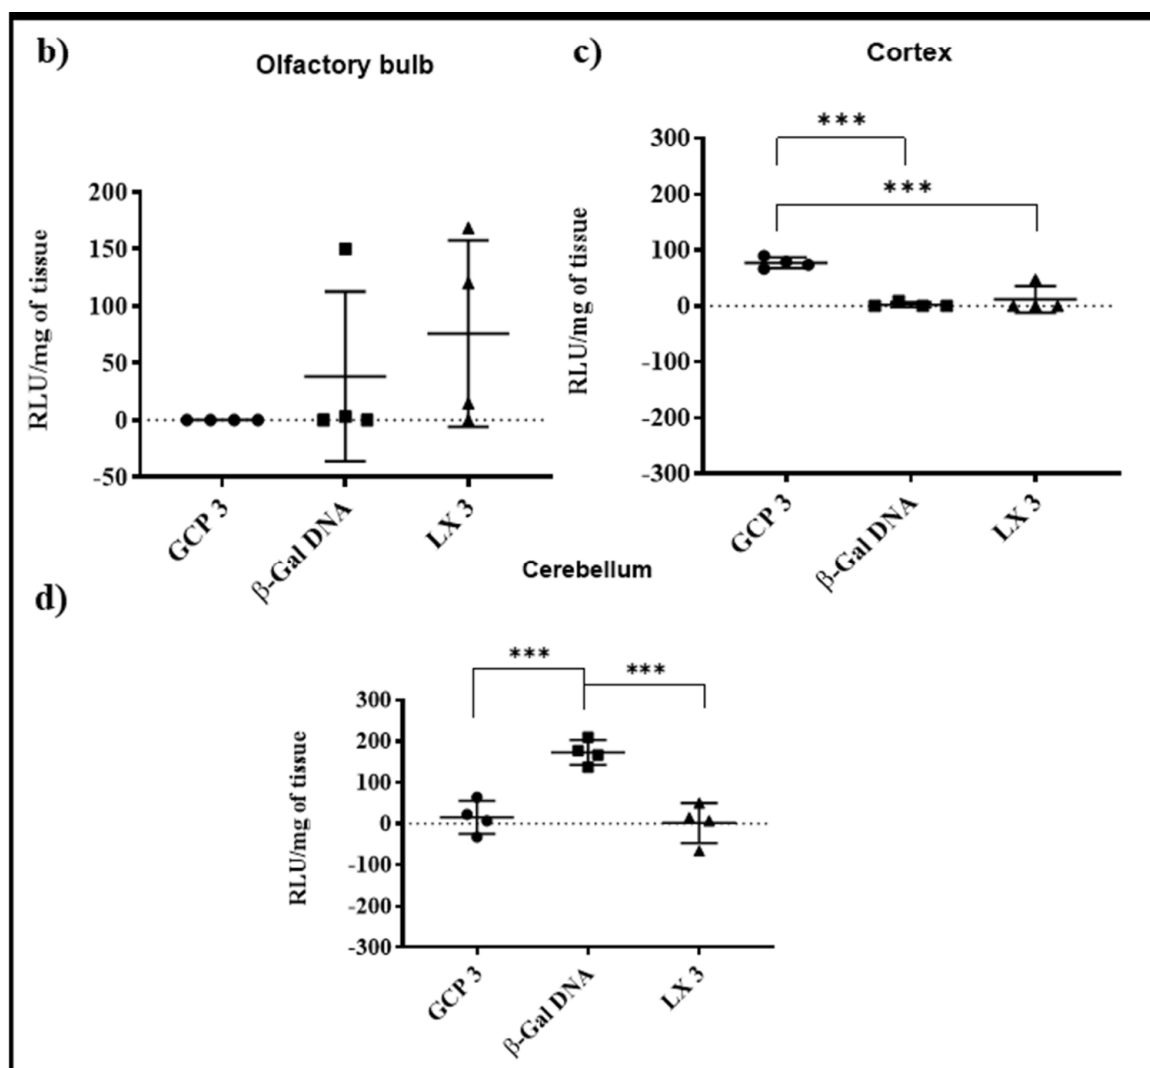 b)
Olfactory bulb
RLU/mg of tissue
200
150
100
50
0
-50
GCP 3
β-Gal DNA
LX 3
c)
Cortex
RLU/mg of tissue
300
200
100
0
-100
-200
-300
***
***
GCP 3
β-Gal DNA
LX 3
d)
Cerebellum
RLU/mg of tissue
300
200
100
0
-100
-200
-300
*** ***
GCP 3
β-Gal DNA
LX 3